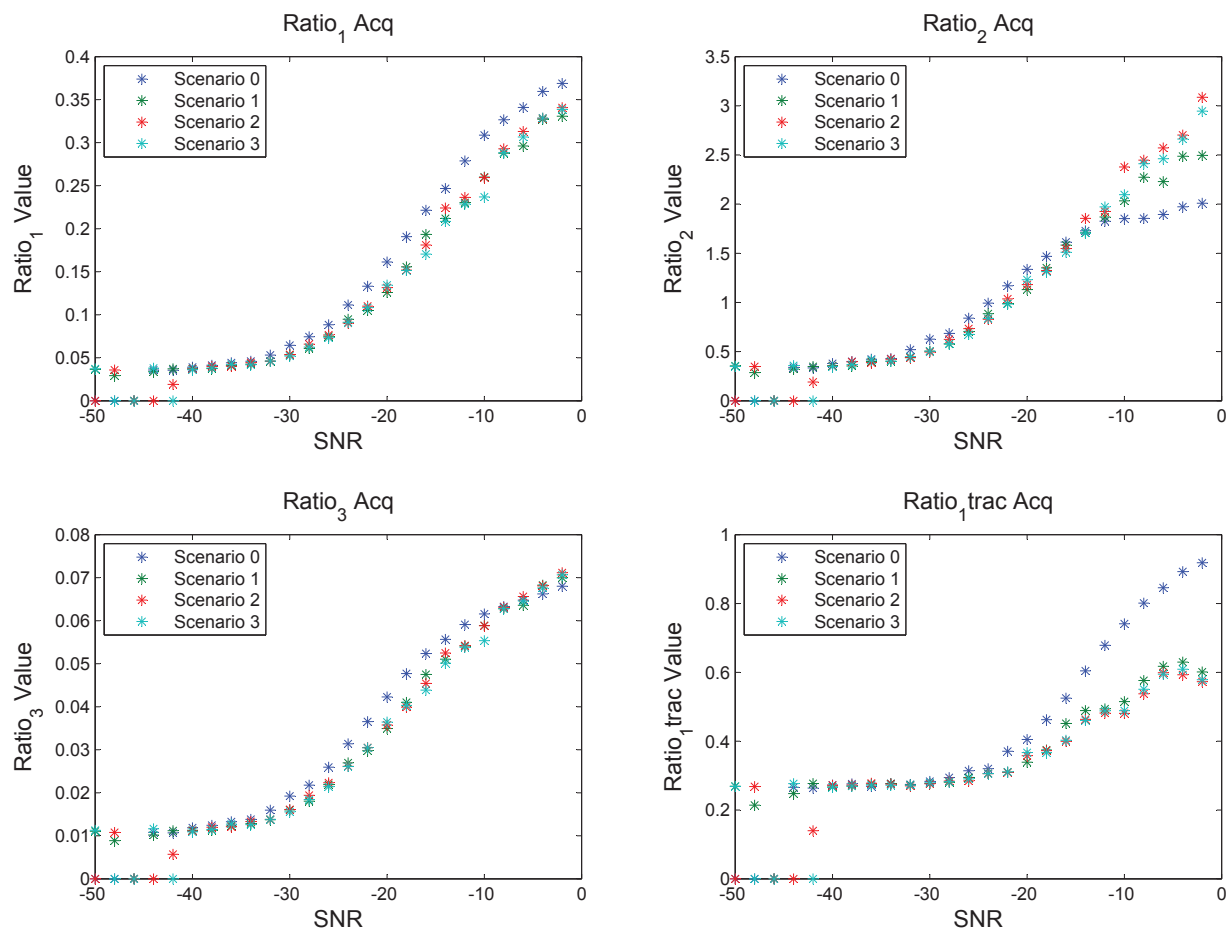 Ratio1 Acq
0.4
0.35
0.3
0.25
0.2
0.15
0.1
0.05
0
Ratio1 Value
-50 -40 -30 -20 -10 0
SNR
Scenario 0
Scenario 1
Scenario 2
Scenario 3
Ratio2 Acq
3.5
3
2.5
2
1.5
1
0.5
0
Ratio2 Value
-50 -40 -30 -20 -10 0
SNR
Scenario 0
Scenario 1
Scenario 2
Scenario 3
Ratio3 Acq
0.08
0.07
0.06
0.05
0.04
0.03
0.02
0.01
0
Ratio3 Value
-50 -40 -30 -20 -10 0
SNR
Scenario 0
Scenario 1
Scenario 2
Scenario 3
Ratio1trac Acq
1
0.8
0.6
0.4
0.2
0
Ratio1trac Value
-50 -40 -30 -20 -10 0
SNR
Scenario 0
Scenario 1
Scenario 2
Scenario 3